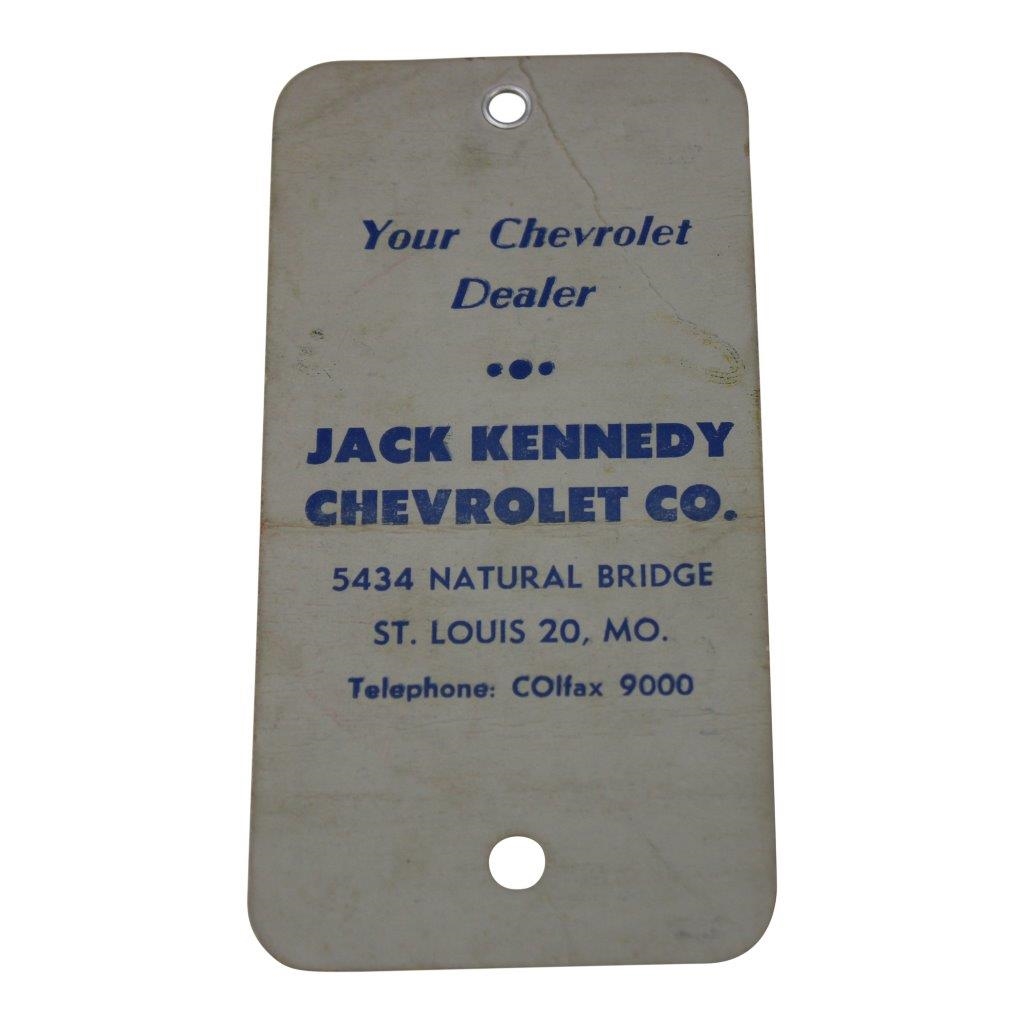 Your Chevrolet
Dealer
JACK KENNEDY
CHEVROLET CO.
5434 NATURAL BRIDGE
ST. LOUIS 20, MO.
Telephone: COlfax 9000